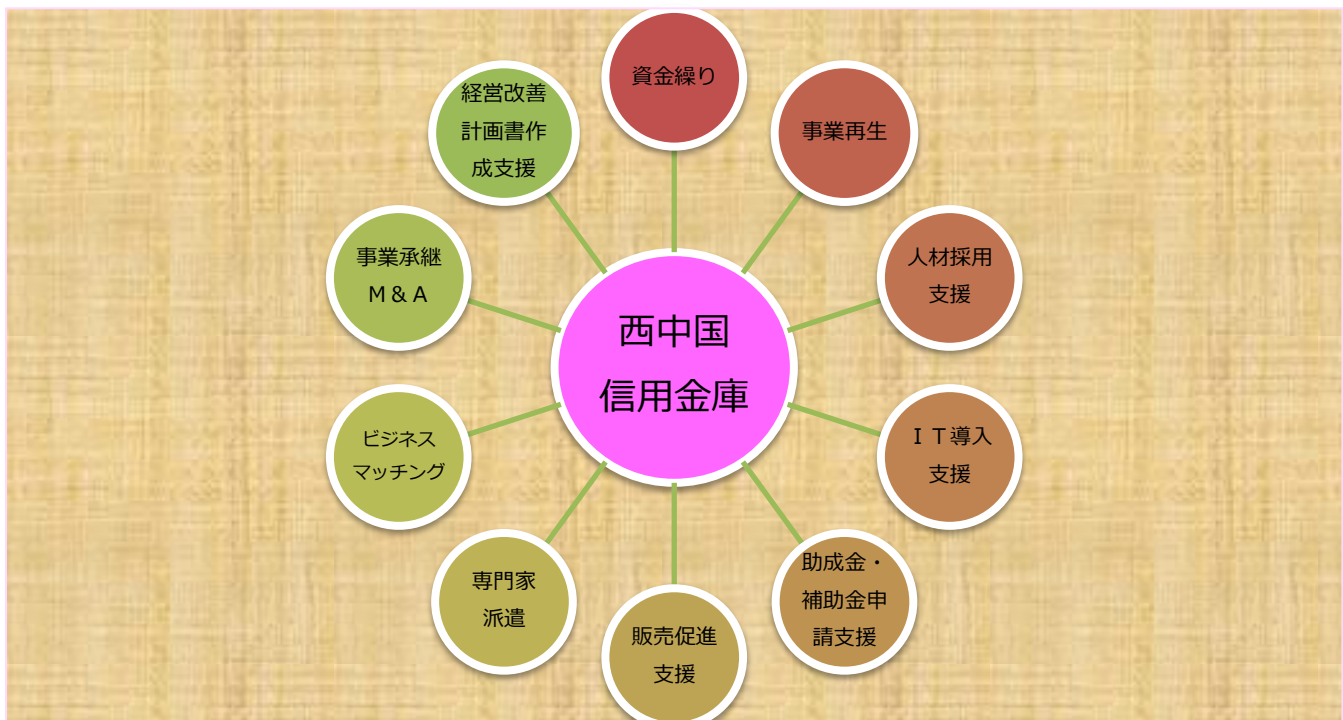 資金繰り
事業再生
人材採用
支援
ＩＴ導入
支援
助成金・
補助金申
請支援
販売促進
支援
専門家
派遣
ビジネス
マッチング
事業承継
Ｍ＆Ａ
経営改善
計画書作
成支援
西中国
信用金庫